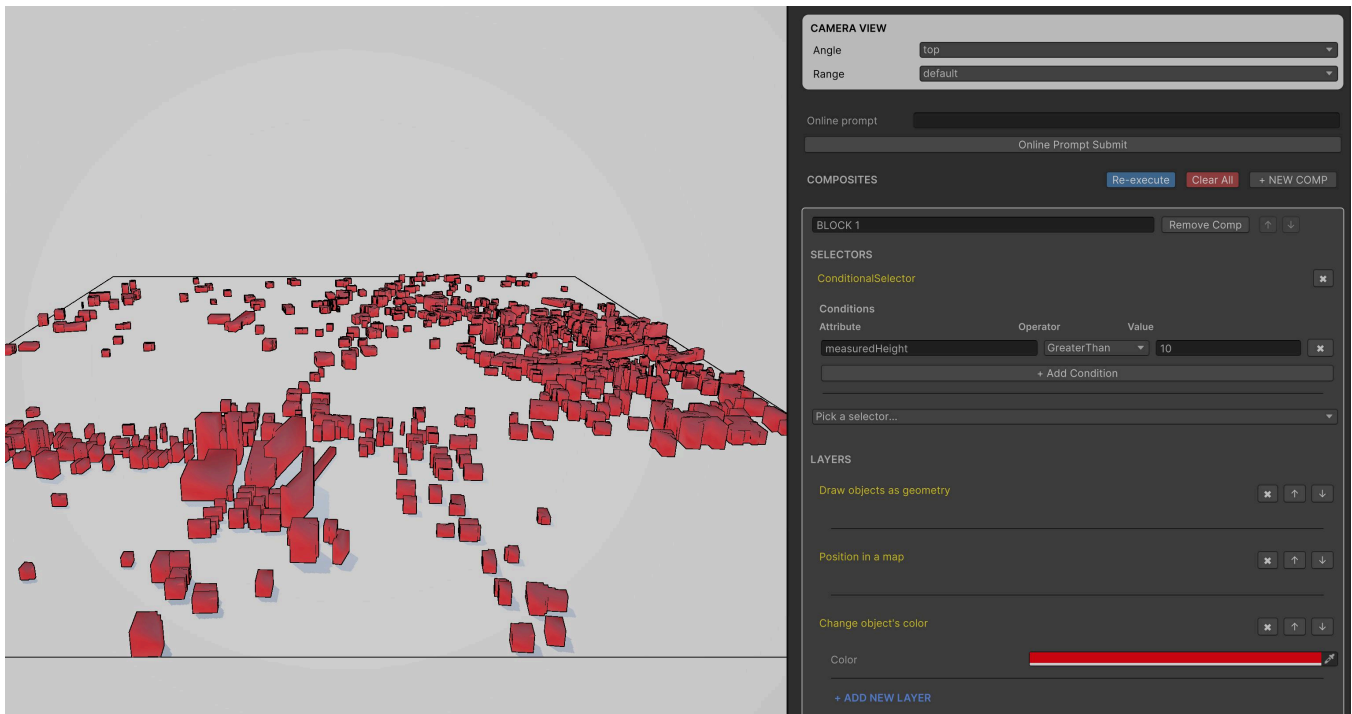 CAMERA VIEW
Angle top
Range default
Online prompt
Online Prompt Submit
COMPOSITES Re-execute Clear All + NEW COMP
BLOCK 1 Remove Comp ↑ ↓
SELECTORS
ConditionalSelector ✖
Conditions
Attribute Operator Value
measuredHeight GreaterThan 10 ✖
+ Add Condition
Pick a selector...
LAYERS
Draw objects as geometry ✖ ↑ ↓
Position in a map ✖ ↑ ↓
Change object's color ✖ ↑ ↓
Color
+ ADD NEW LAYER